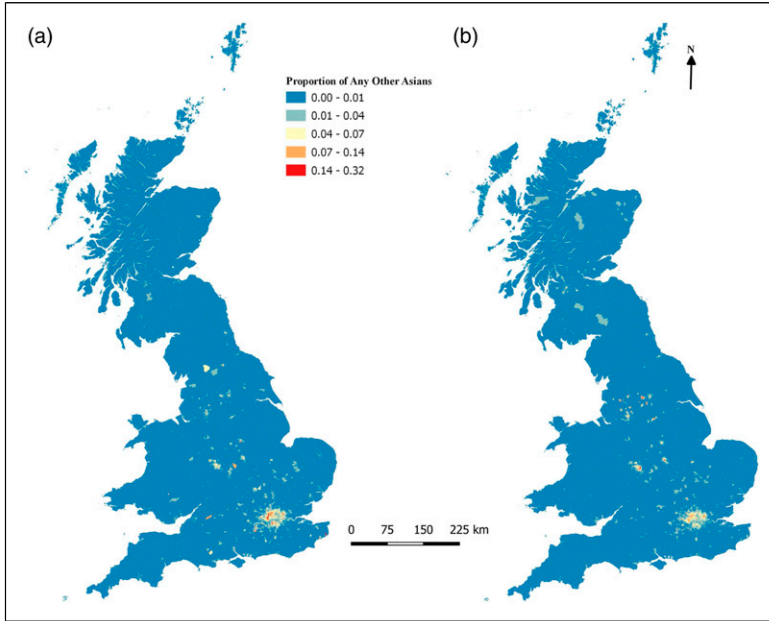 (a)
(b)
N
Proportion of Any Other Asians
0.00 - 0.01
0.01 - 0.04
0.04 - 0.07
0.07 - 0.14
0.14 - 0.32
0 75 150 225 km